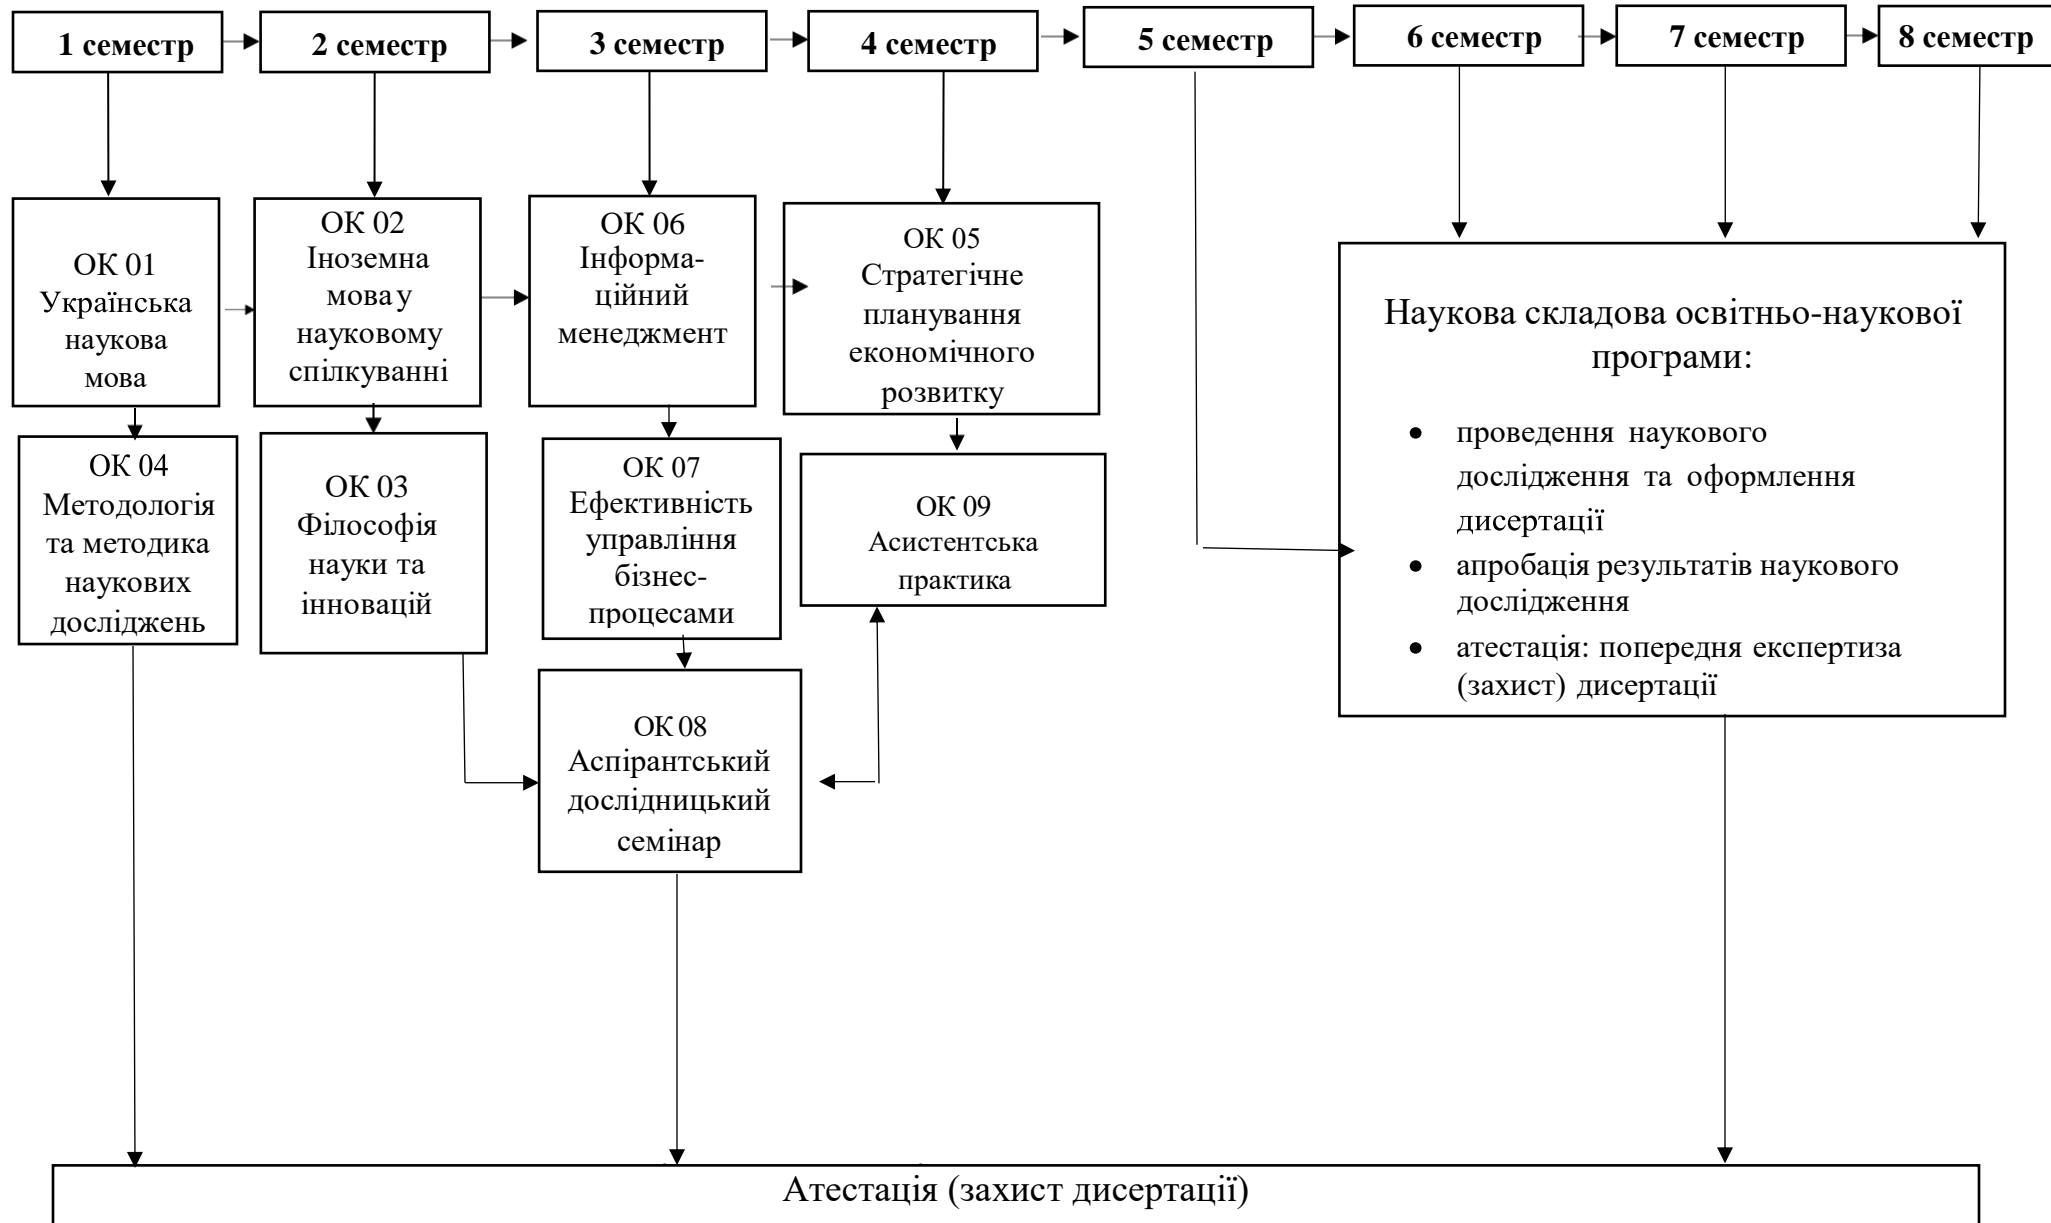 1 семестр
2 семестр
3 семестр
4 семестр
5 семестр
6 семестр
7 семестр
8 семестр
ОК 01
Українська
наукова
мова
ОК 02
Іноземна
мова у
науковому
спілкуванні
ОК 06
Інформа-
ційний
менеджмент
ОК 05
Стратегічне
планування
економічного
розвитку
ОК 04
Методологія
та методика
наукових
досліджень
ОК 03
Філософія
науки та
інновацій
ОК 07
Ефективність
управління
бізнес-
процесами
ОК 09
Асистентська
практика
ОК 08
Аспірантський
дослідницький
семінар
Наукова складова освітньо-наукової
програми:
• проведення наукового
дослідження та оформлення
дисертації
• апробація результатів наукового
дослідження
• атестація: попередня експертиза
(захист) дисертації
Атестація (захист дисертації)